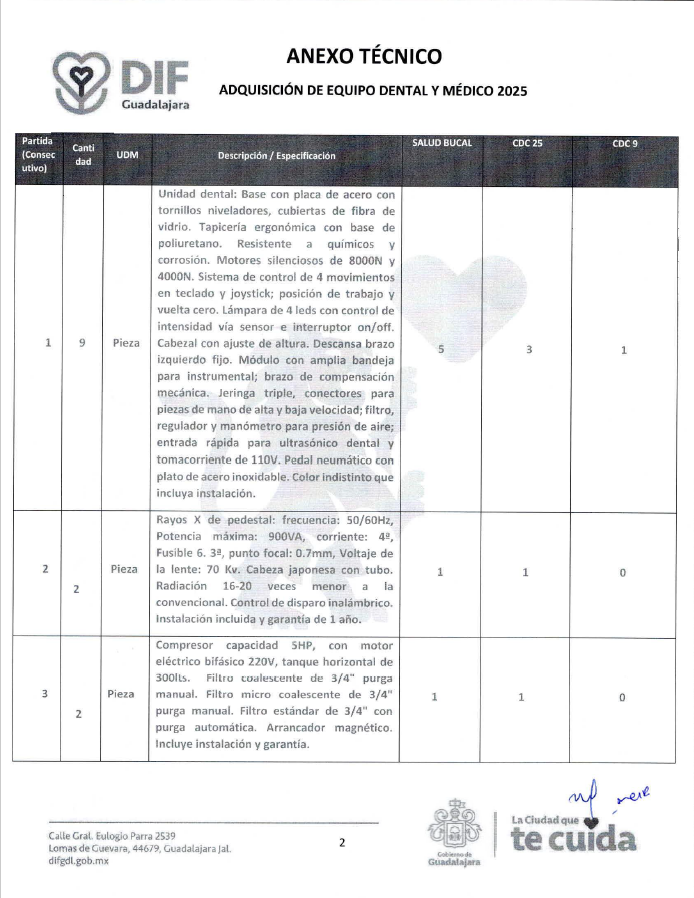 DIF
Guadalajara
ANEXO TÉCNICO
ADQUISICIÓN DE EQUIPO DENTAL Y MÉDICO 2025
Partida
(Consec
utivo)
Canti
dad
UDM
Descripción / Especificación
SALUD BUCAL
CDC 25
CDC 9
1
9
Pieza
Unidad dental: Base con placa de acero con
tornillos niveladores, cubiertas de fibra de
vidrio. Tapicería ergonómica con base de
poliuretano. Resistente a químicos y
corrosión. Motores silenciosos de 8000N y
4000N. Sistema de control de 4 movimientos
en teclado y joystick; posición de trabajo y
vuelta cero. Lámpara de 4 leds con control de
intensidad vía sensor e interruptor on/off.
Cabezal con ajuste de altura. Descansa brazo
izquierdo fijo. Módulo con amplia bandeja
para instrumental; brazo de compensación
mecánica. Jeringa triple, conectores para
piezas de mano de alta y baja velocidad; filtro,
regulador y manómetro para presión de aire;
entrada rápida para ultrasónico dental y
tomacorriente de 110V. Pedal neumático con
plato de acero inoxidable. Color indistinto que
incluya instalación.
5
3
1
2
2
Pieza
Rayos X de pedestal: frecuencia: 50/60Hz,
Potencia máxima: 900VA, corriente: 4ª,
Fusible 6. 3ª, punto focal: 0.7mm, Voltaje de
la lente: 70 Kv. Cabeza japonesa con tubo.
Radiación 16-20 veces menor a la
convencional. Control de disparo inalámbrico.
Instalación incluida y garantía de 1 año.
1
1
0
3
2
Pieza
Compresor capacidad 5HP, con motor
eléctrico bifásico 220V, tanque horizontal de
300lts. Filtro coalescente de 3/4" purga
manual. Filtro micro coalescente de 3/4"
purga manual. Filtro estándar de 3/4" con
purga automática. Arrancador magnético.
Incluye instalación y garantía.
1
1
0
Calle Gral. Eulogio Parra 2539
Lomas de Guevara, 44679, Guadalajara Jal.
difgdl.gob.mx
2
Gobierno de
Guadalajara
La Ciudad que
te cuida